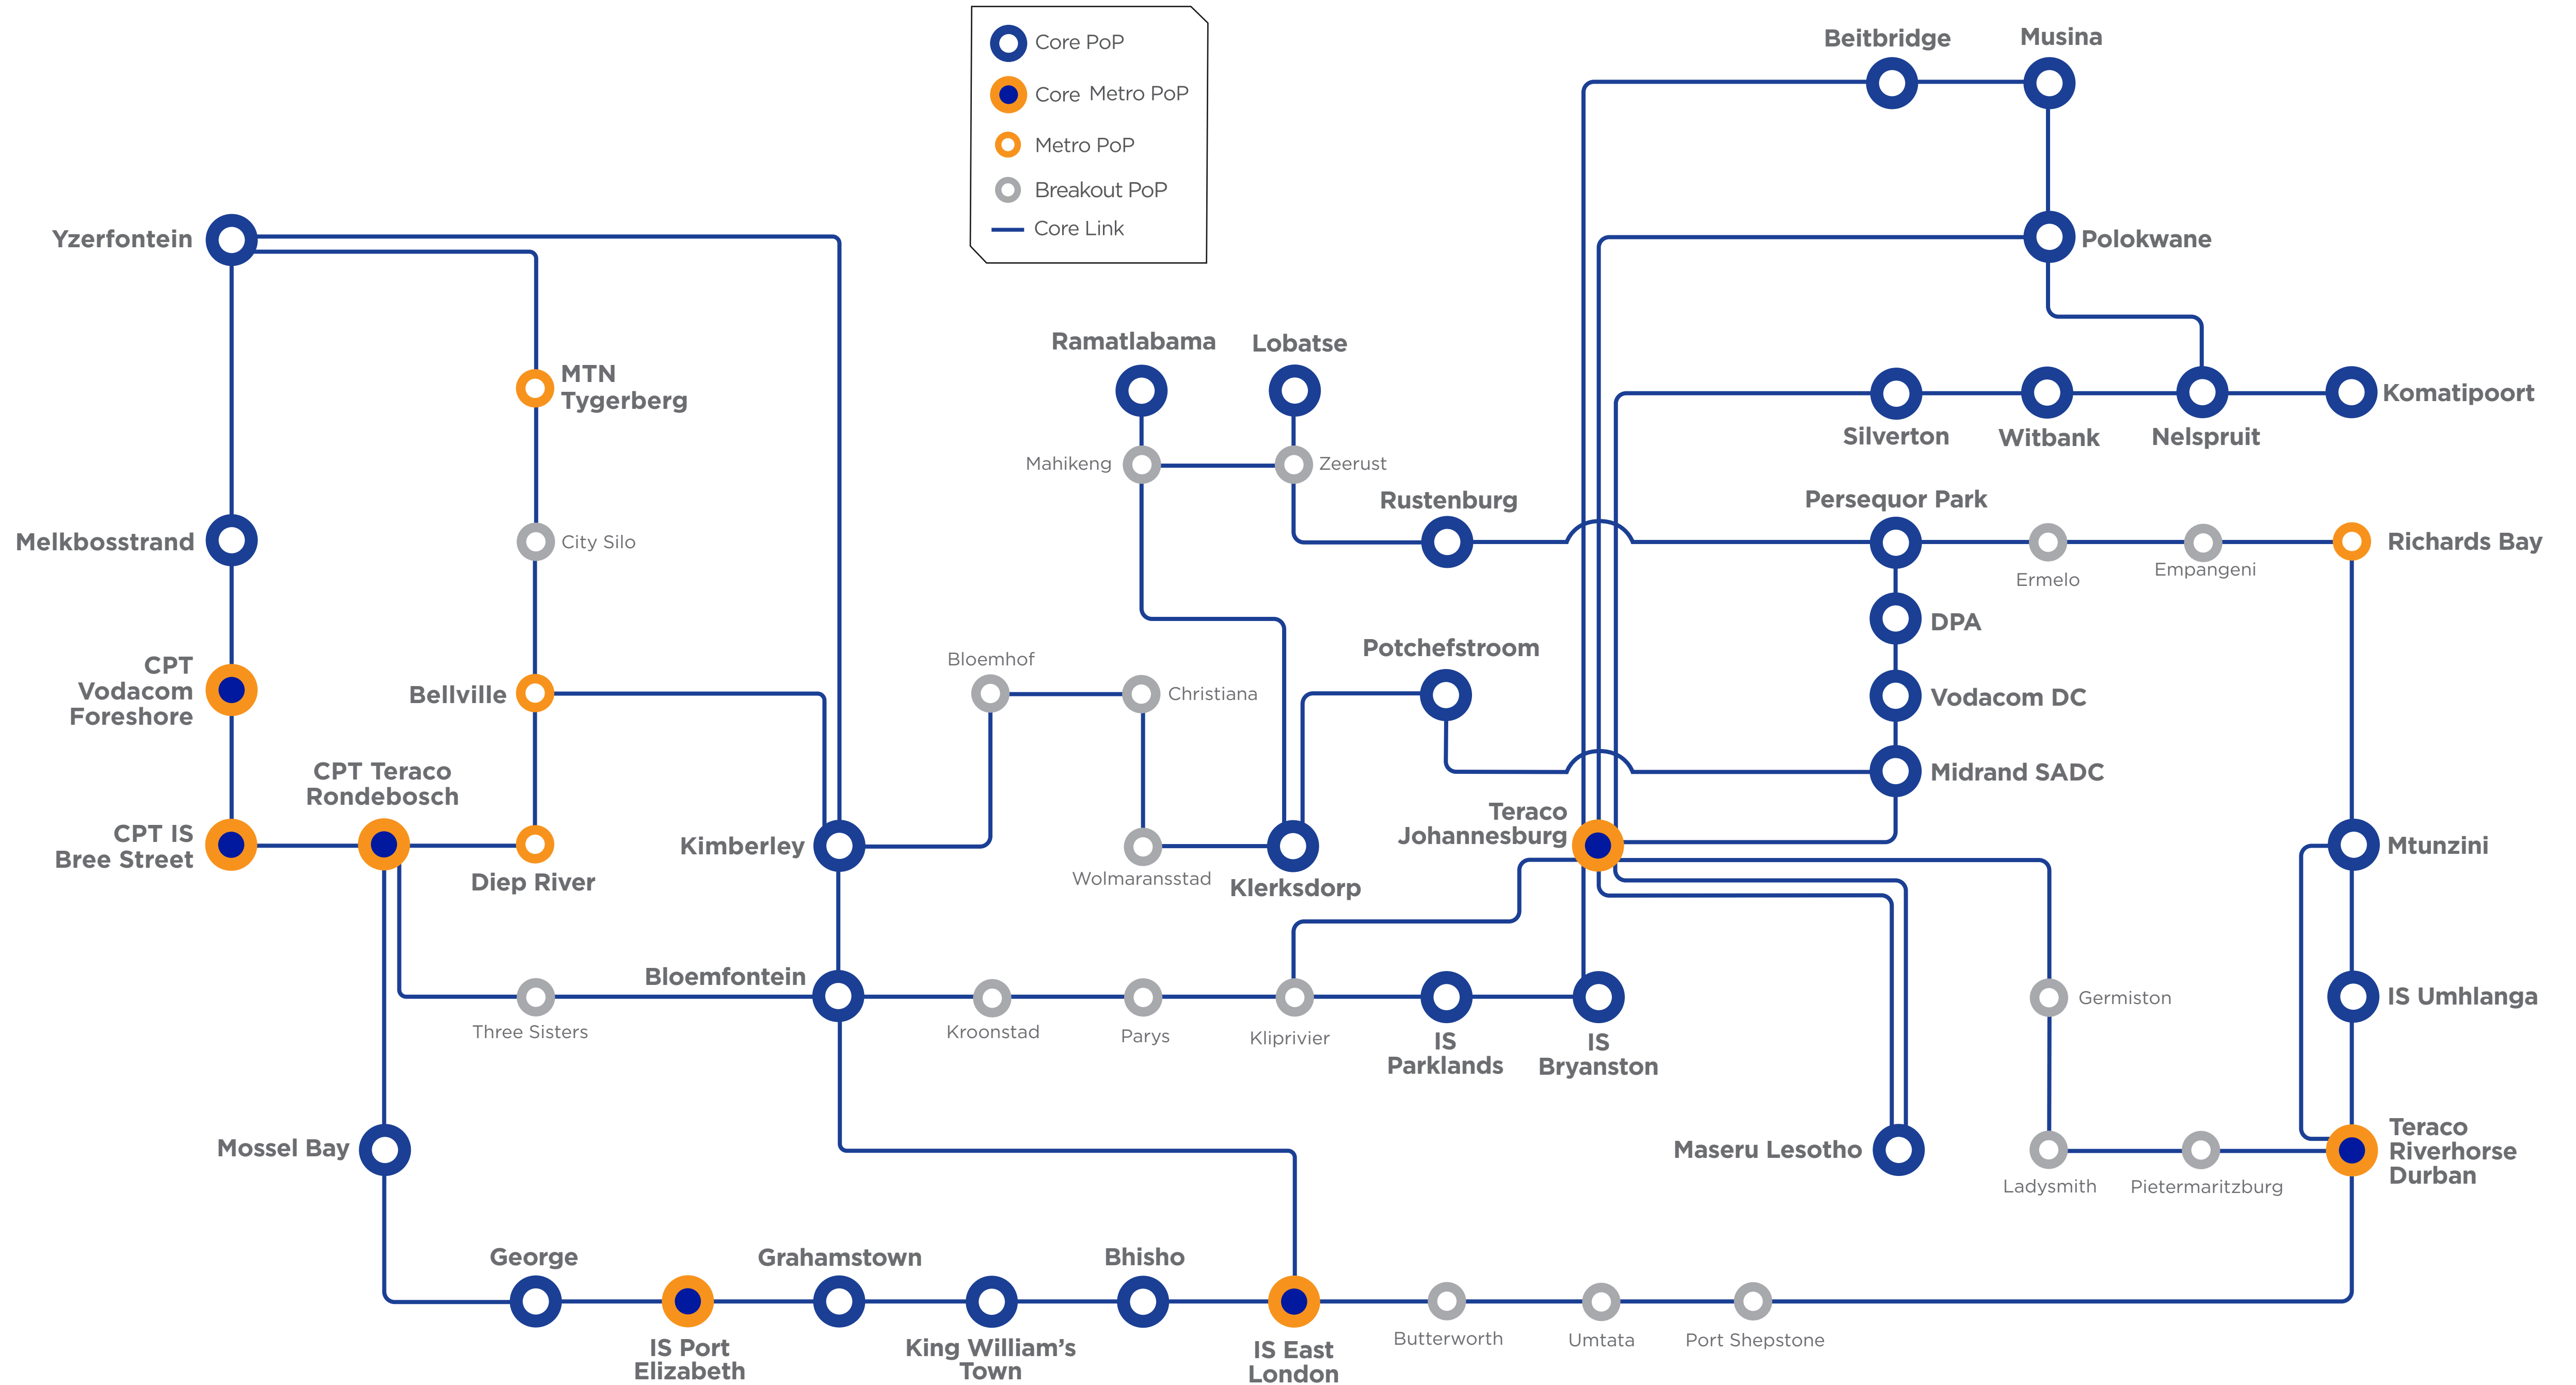 Core PoP
Core Metro PoP
Metro PoP
Breakout PoP
Core Link
Beitbridge
Musina
Yzerfontein
Polokwane
Ramatlabama
Lobatse
MTN
Tygerberg
Komatipoort
Silverton
Witbank
Nelspruit
Mahikeng
Zeerust
Rustenburg
Persequor Park
Melkbosstrand
City Silo
Richards Bay
Ermelo
Empangeni
DPA
CPT
Vodacom
Foreshore
Bellville
Bloemhof
Christiana
Potchefstroom
Vodacom DC
CPT Teraco
Rondebosch
Midrand SADC
CPT IS
Bree Street
Diep River
Kimberley
Wolmaransstad
Klerksdorp
Teraco
Johannesburg
Mtunzini
Bloemfontein
Three Sisters
Kroonstad
Parys
Kliprivier
IS
Parklands
IS
Bryanston
Germiston
IS Umhlanga
Mossel Bay
Maseru Lesotho
Ladysmith
Pietermaritzburg
Teraco
Riverhorse
Durban
George
IS Port
Elizabeth
Grahamstown
King William’s
Town
Bhisho
IS East
London
Butterworth
Umtata
Port Shepstone